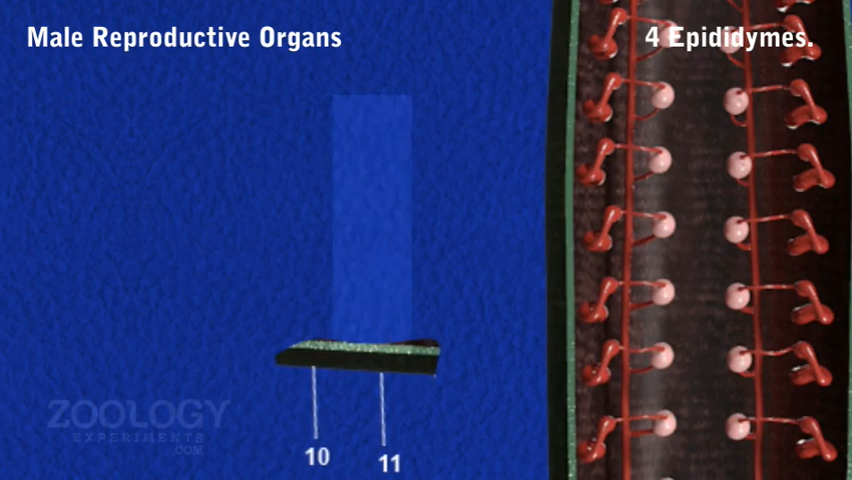 Male Reproductive Organs
4 Epididymes.
10
11
ZOOLOGY
EXPERIMENTS
.COM